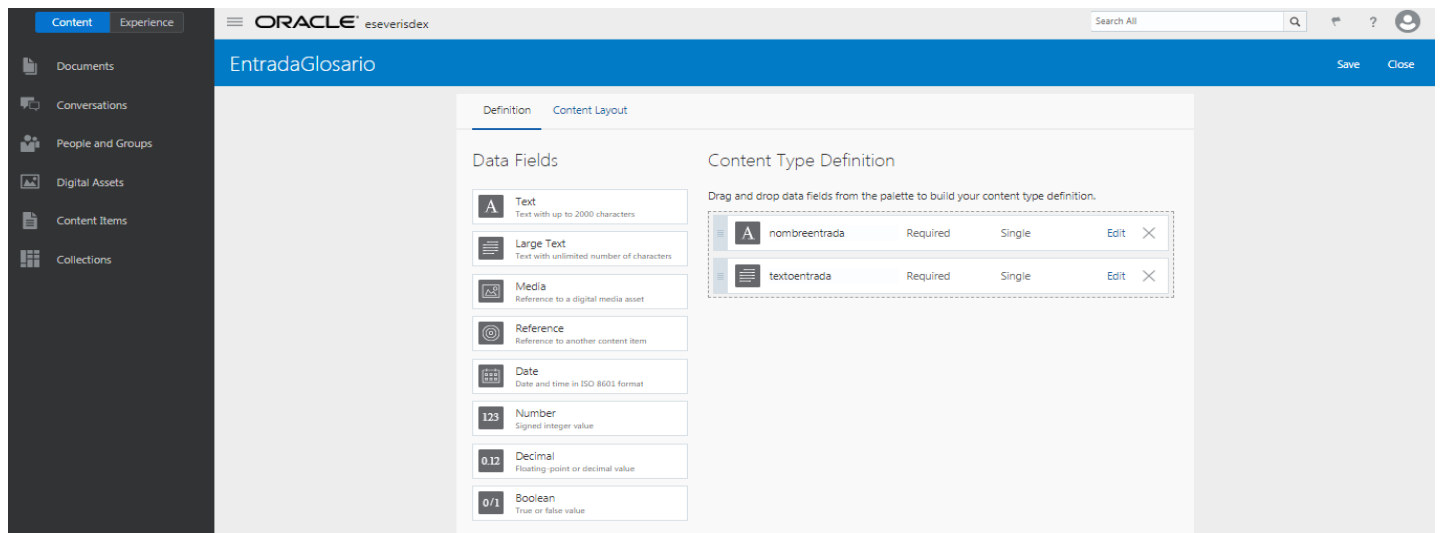 Content Experience
ORACLE® eseverisdex
Search All
?
EntradaGlosario
Save Close
Documents
Conversations
People and Groups
Digital Assets
Content Items
Collections
Definition Content Layout
Data Fields
A Text
Text with up to 2000 characters
Large Text
Text with unlimited number of characters
Media
Reference to a digital media asset
Reference
Reference to another content item
Date
Date and time in ISO 8601 format
123 Number
Signed integer value
0.12 Decimal
Floating-point or decimal value
0/1 Boolean
True or false value
Content Type Definition
Drag and drop data fields from the palette to build your content type definition.
A nombreentrada Required Single Edit
textoentrada Required Single Edit